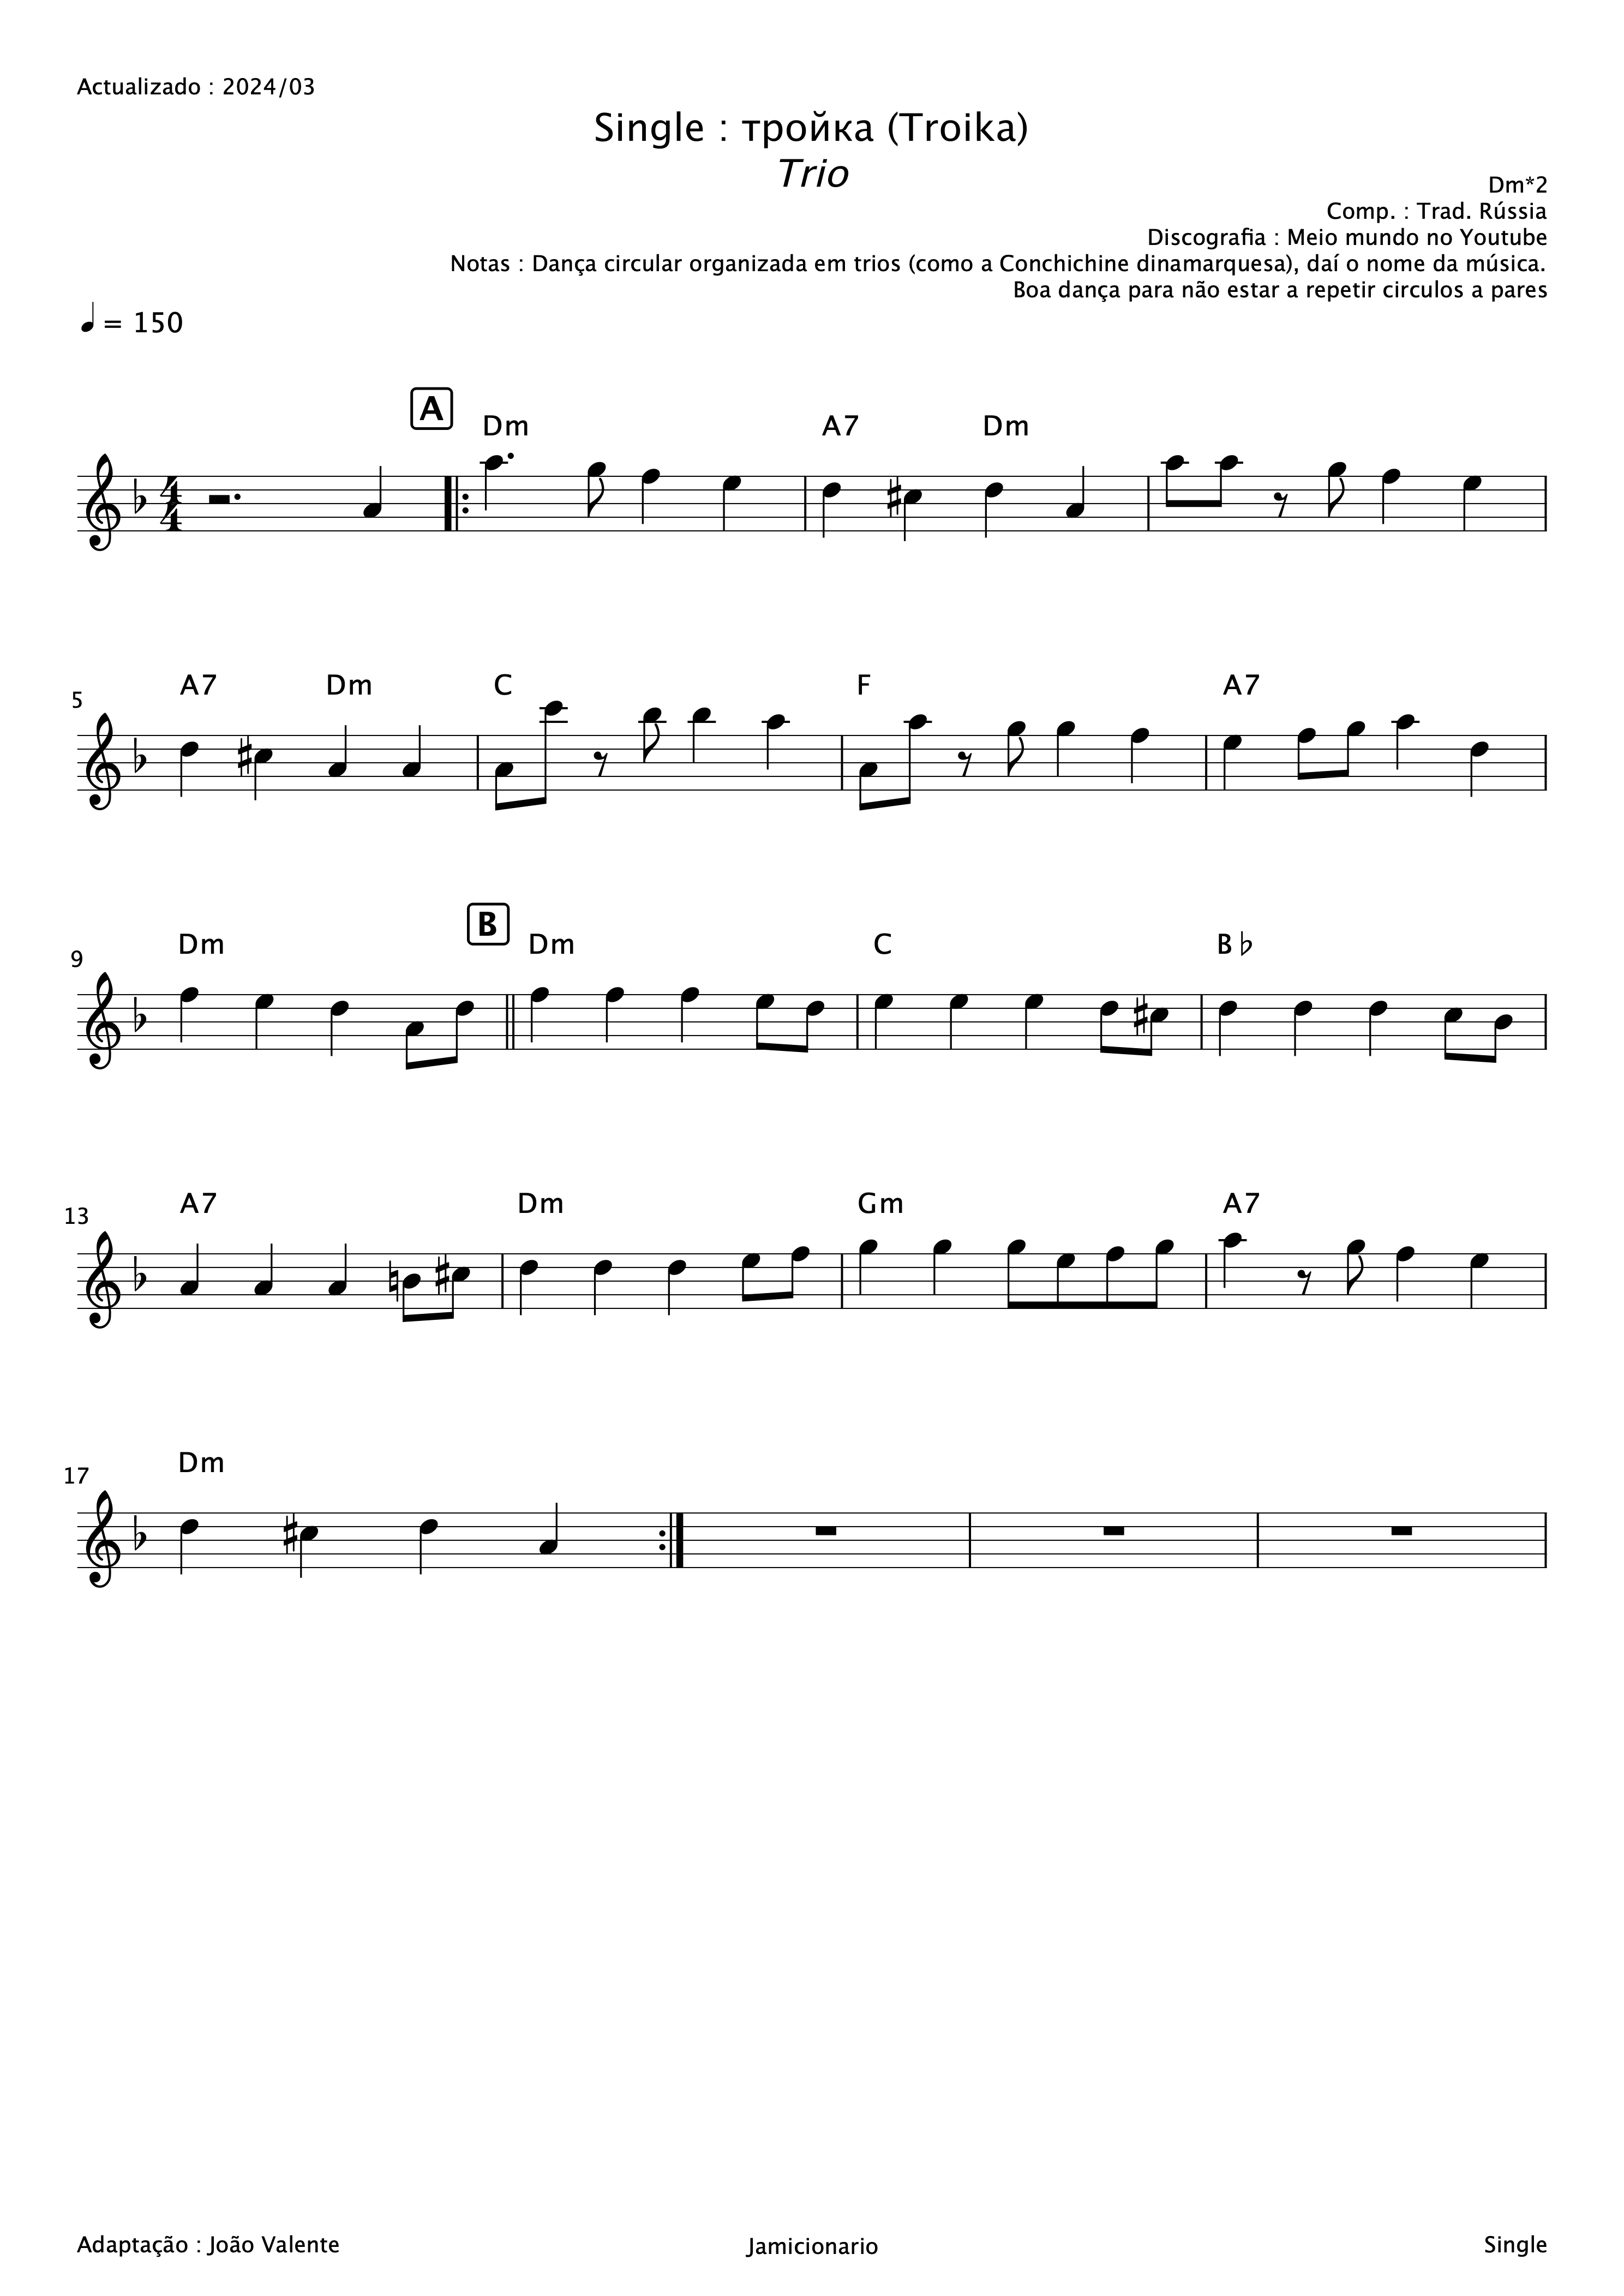 Actualizado : 2024/03
Single : тройка (Troika)
Trio
Dm*2
Comp. : Trad. Rússia
Discografia : Meio mundo no Youtube
Notas : Dança circular organizada em trios (como a Conchichine dinamarquesa), daí o nome da música.
Boa dança para não estar a repetir circulos a pares
= 150
A
Dm A7 Dm
4
4
5
A7 Dm C F A7
B
9
Dm Dm C B♭
13
A7 Dm Gm A7
17
Dm
Adaptação : João Valente
Jamicionario
Single